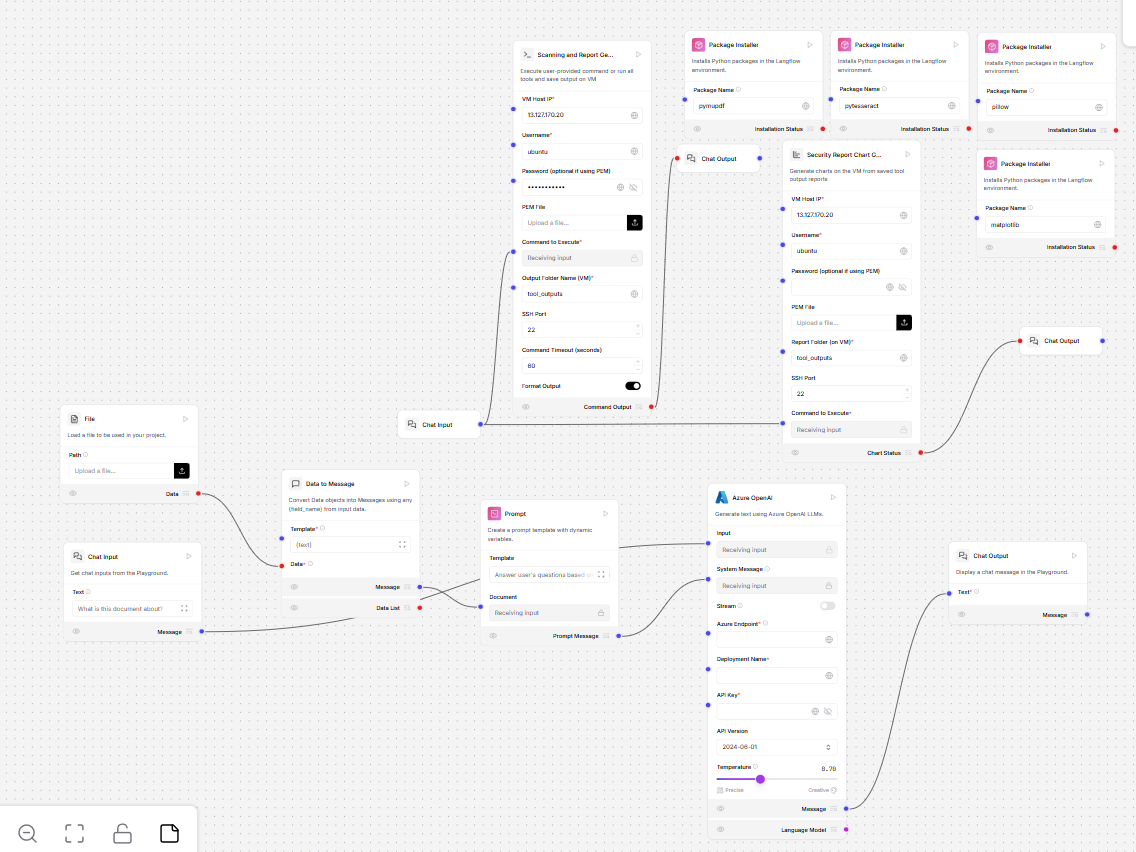 Scanning and Report Ge...
Execute user-provided command or run all
tools and save output on VM
VM Host IP*
13.127.170.20
Username*
ubuntu
Password (optional if using PEM)
•••••••••••
PEM File
Upload a file...
Command to Execute*
Receiving input
Output Folder Name (VM)*
tool_outputs
SSH Port
22
Command Timeout (seconds)
60
Format Output
Command Output
Package Installer
Installs Python packages in the Langflow
environment.
Package Name
pymupdf
Installation Status
Package Installer
Installs Python packages in the Langflow
environment.
Package Name
pytesseract
Installation Status
Package Installer
Installs Python packages in the Langflow
environment.
Package Name
pillow
Installation Status
Chat Output
Security Report Chart G...
Generate charts on the VM from saved tool
output reports
VM Host IP*
13.127.170.20
Username*
ubuntu
Password (optional if using PEM)
PEM File
Upload a file...
Report Folder (on VM)*
tool_outputs
SSH Port
22
Command to Execute*
Receiving input
Chart Status
Package Installer
Installs Python packages in the Langflow
environment.
Package Name
matplotlib
Installation Status
Chat Output
Chat Input
File
Load a file to be used in your project.
Path
Upload a file...
Data
Chat Input
Get chat inputs from the Playground.
Text
What is this document about?
Message
Data to Message
Convert Data objects into Messages using any
{field_name} from input data.
Template*
{text}
Data*
Message
Data List
Prompt
Create a prompt template with dynamic
variables.
Template
Answer user's questions based
Document
Receiving input
Prompt Message
Azure OpenAI
Generate text using Azure OpenAI LLMs.
Input
Receiving input
System Message
Receiving input
Stream
Azure Endpoint*
Deployment Name*
API Key*
API Version
2024-06-01
Temperature
0.70
Precise
Creative
Message
Language Model
Chat Output
Display a chat message in the Playground.
Text*
Message